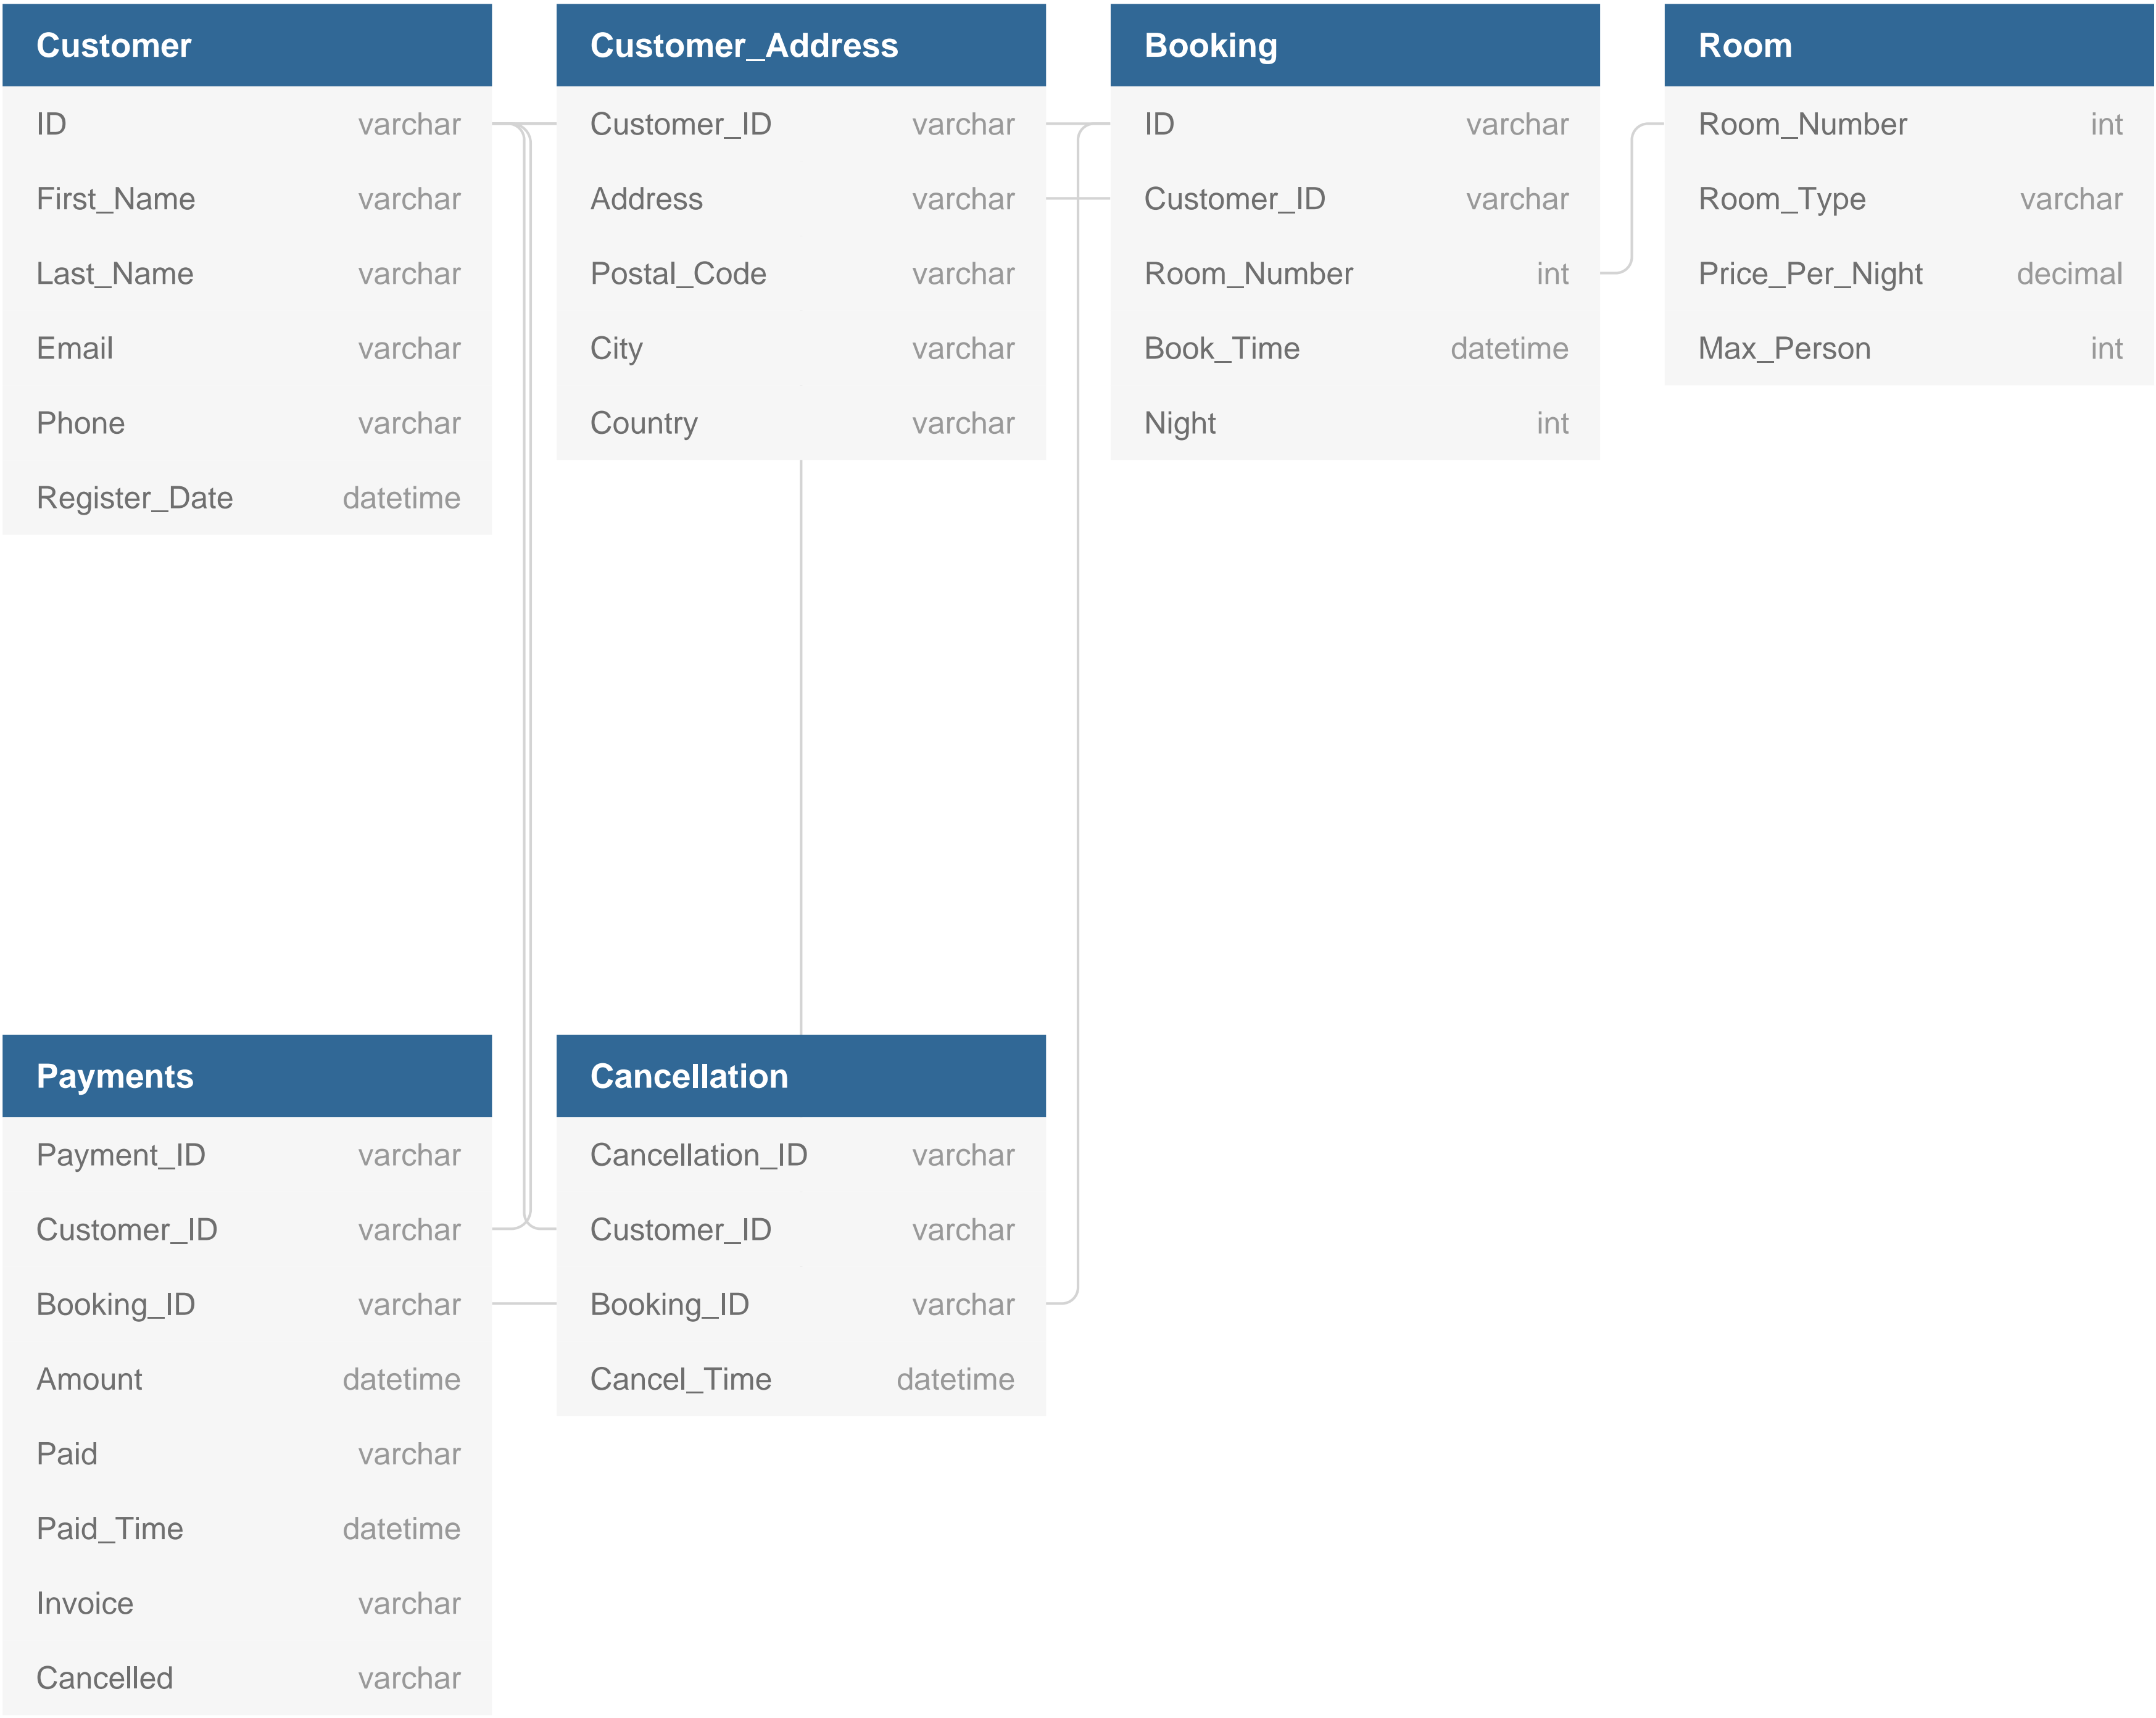 Customer
ID varchar
First_Name varchar
Last_Name varchar
Email varchar
Phone varchar
Register_Date datetime
Customer_Address
Customer_ID varchar
Address varchar
Postal_Code varchar
City varchar
Country varchar
Booking
ID varchar
Customer_ID varchar
Room_Number int
Book_Time datetime
Night int
Room
Room_Number int
Room_Type varchar
Price_Per_Night decimal
Max_Person int
Payments
Payment_ID varchar
Customer_ID varchar
Booking_ID varchar
Amount datetime
Paid varchar
Paid_Time datetime
Invoice varchar
Cancelled varchar
Cancellation
Cancellation_ID varchar
Customer_ID varchar
Booking_ID varchar
Cancel_Time datetime